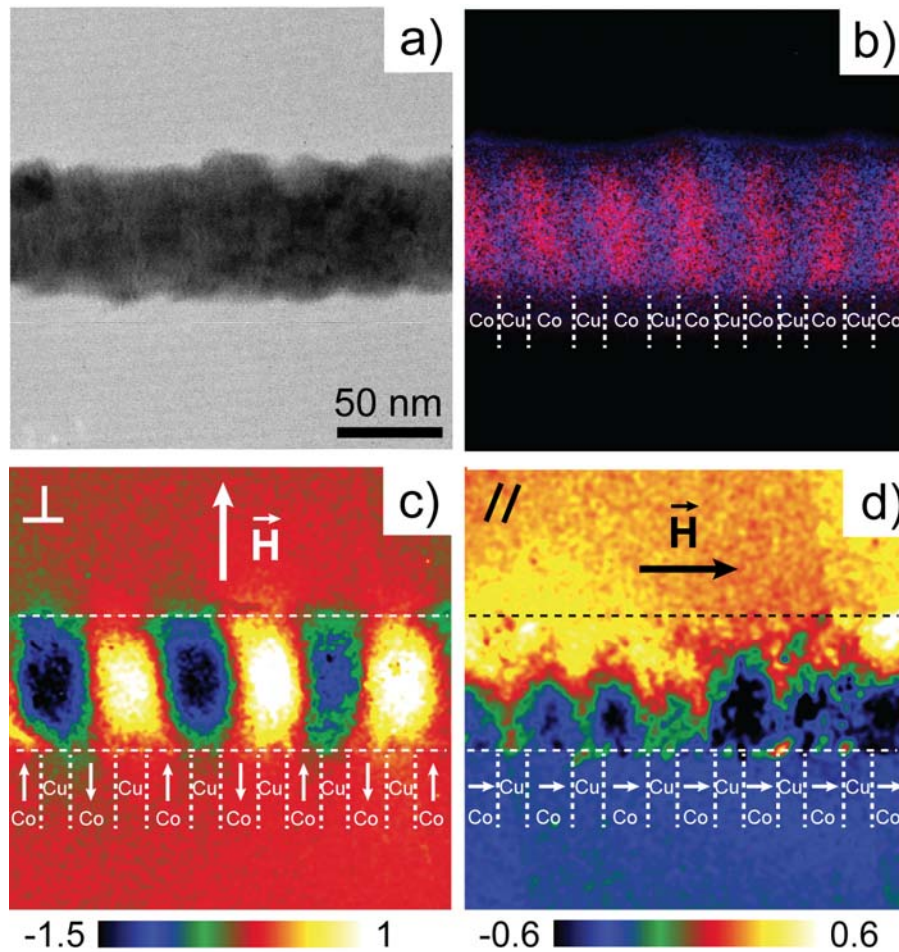 a)
50 nm
b)
Co Cu Co Cu Co Cu Co Cu Co Cu Co Cu Co
⊥
H
c)
Cu Cu Cu Cu Cu Cu
Co Co Co Co Co Co Co
-1.5 1
//
H
d)
Cu Cu Cu Cu Cu Cu
Co Co Co Co Co Co Co
-0.6 0.6